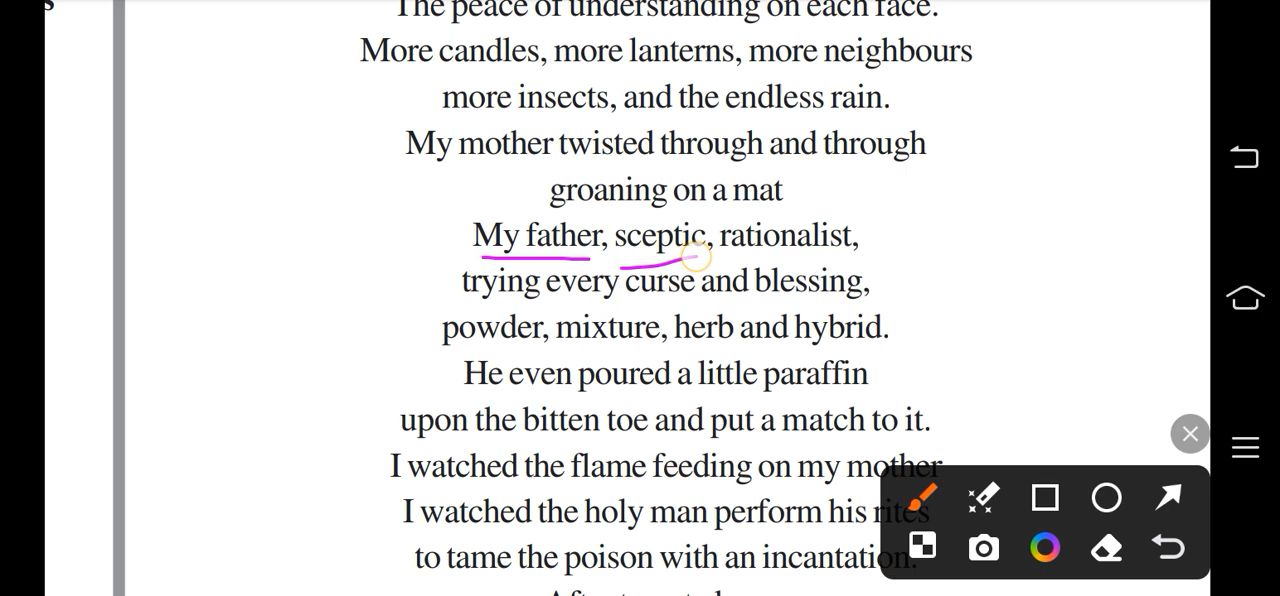 s
The peace of understanding on each face.
More candles, more lanterns, more neighbours
more insects, and the endless rain.
My mother twisted through and through
groaning on a mat
My father, sceptic, rationalist,
trying every curse and blessing,
powder, mixture, herb and hybrid.
He even poured a little paraffin
upon the bitten toe and put a match to it.
I watched the flame feeding on my mother
I watched the holy man perform his rites
to tame the poison with an incantation.